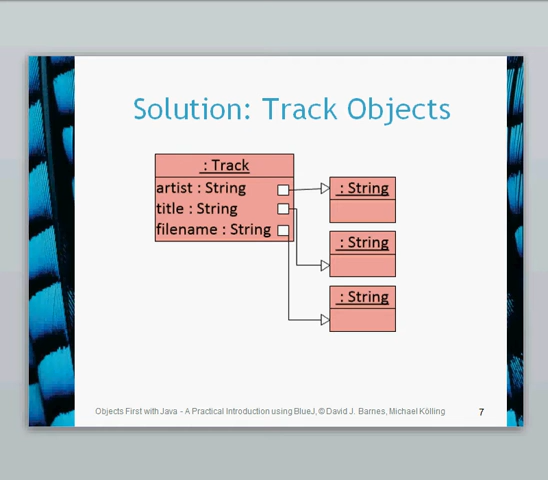 Solution: Track Objects
: Track
artist : String
title : String
filename : String
: String
: String
: String
Objects First with Java - A Practical Introduction using BlueJ, © David J. Barnes, Michael Kölling
7